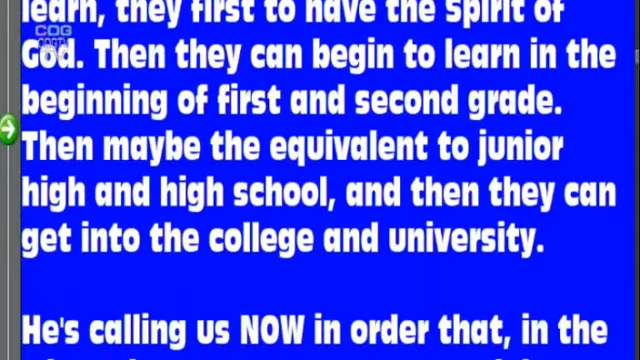 learn, they first to have the Spirit of
CDG
God. Then they can begin to learn in the
beginning of first and second grade.
Then maybe the equivalent to junior
high and high school, and then they can
get into the college and university.
He's calling us NOW in order that, in the